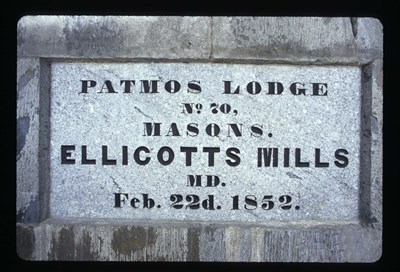 PATMOS LODGE
No 70,
MASONS.
ELLICOTTS MILLS
MD.
Feb. 22d. 1852.